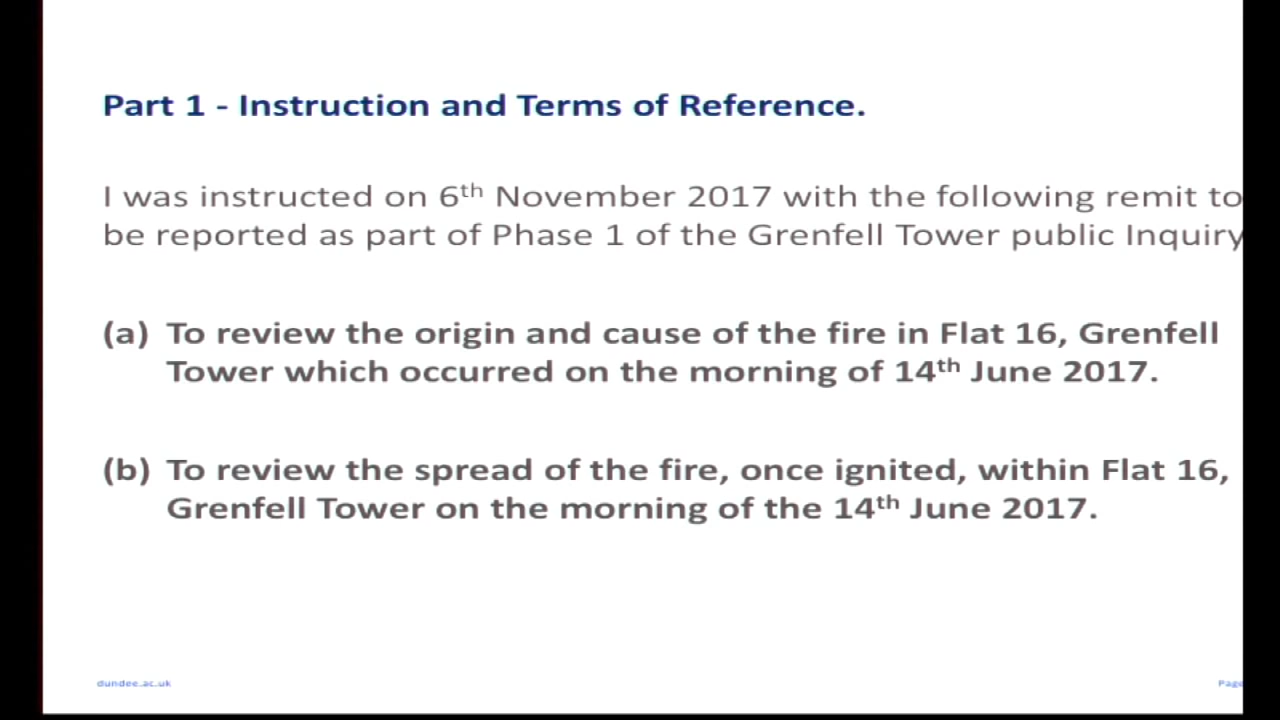 Part 1 - Instruction and Terms of Reference.
I was instructed on 6th November 2017 with the following remit to
be reported as part of Phase 1 of the Grenfell Tower public Inquiry
(a) To review the origin and cause of the fire in Flat 16, Grenfell
Tower which occurred on the morning of 14th June 2017.
(b) To review the spread of the fire, once ignited, within Flat 16,
Grenfell Tower on the morning of the 14th June 2017.
dundee.ac.uk
Page